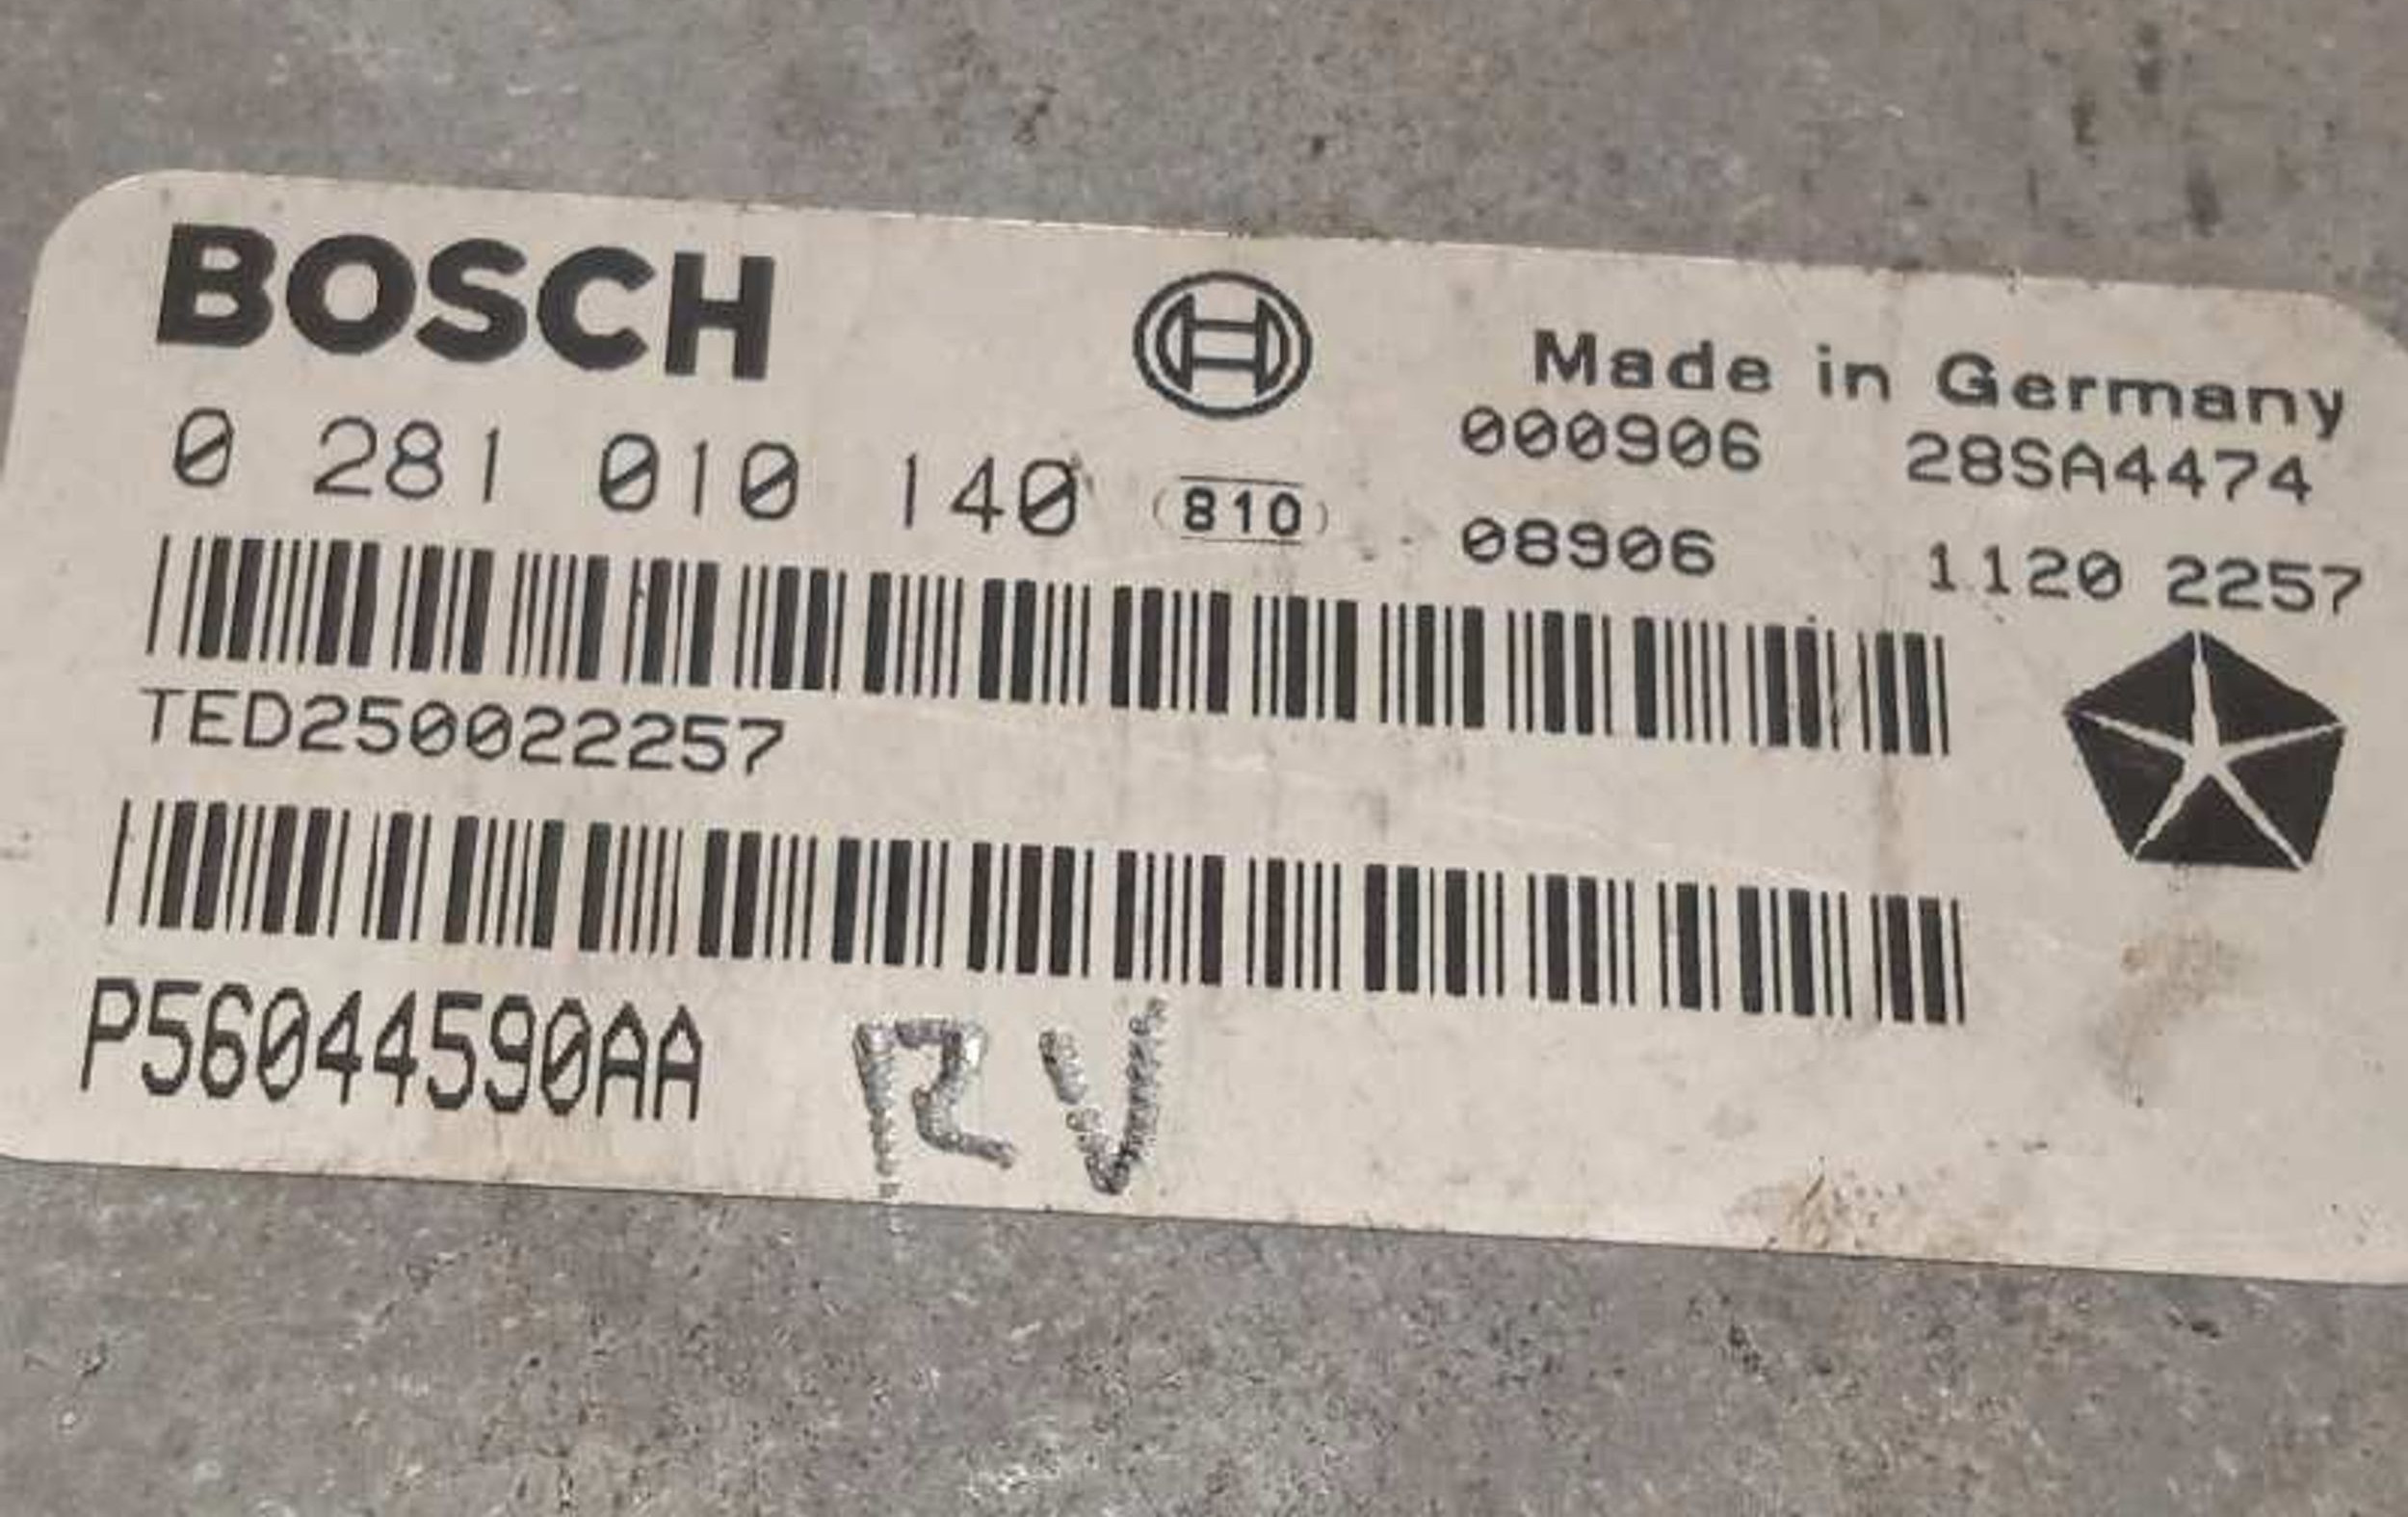 BOSCH
Made in Germany
000906 28SA4474
0 281 010 140 810
08906 1120 2257
TED250022257
P56044590AA RV